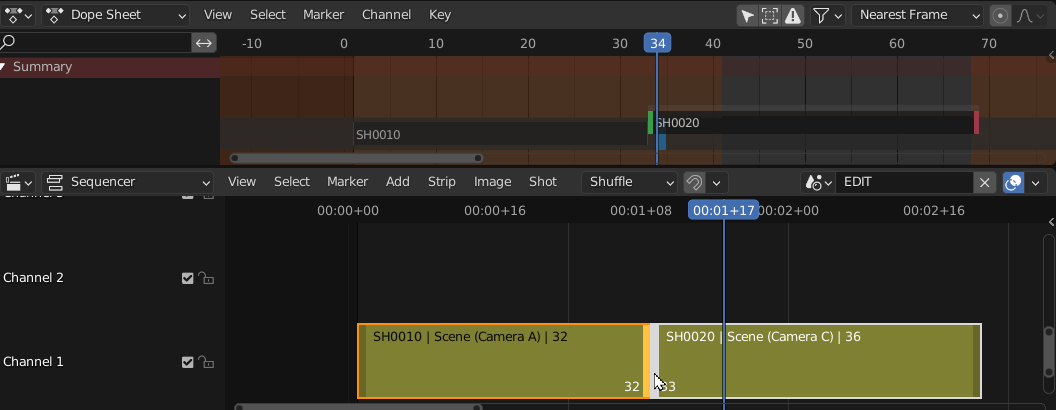 Dope Sheet View Select Marker Channel Key Nearest Frame
-10 0 10 20 30 34 40 50 60 70
Summary
SH0020
SH0010
Sequencer View Select Marker Add Strip Image Shot Shuffle EDIT
00:00+00 00:00+16 00:01+08 00:01+17 00:02+00 00:02+16
Channel 2
Channel 1
SH0010 | Scene (Camera A) | 32 SH0020 | Scene (Camera C) | 36
32